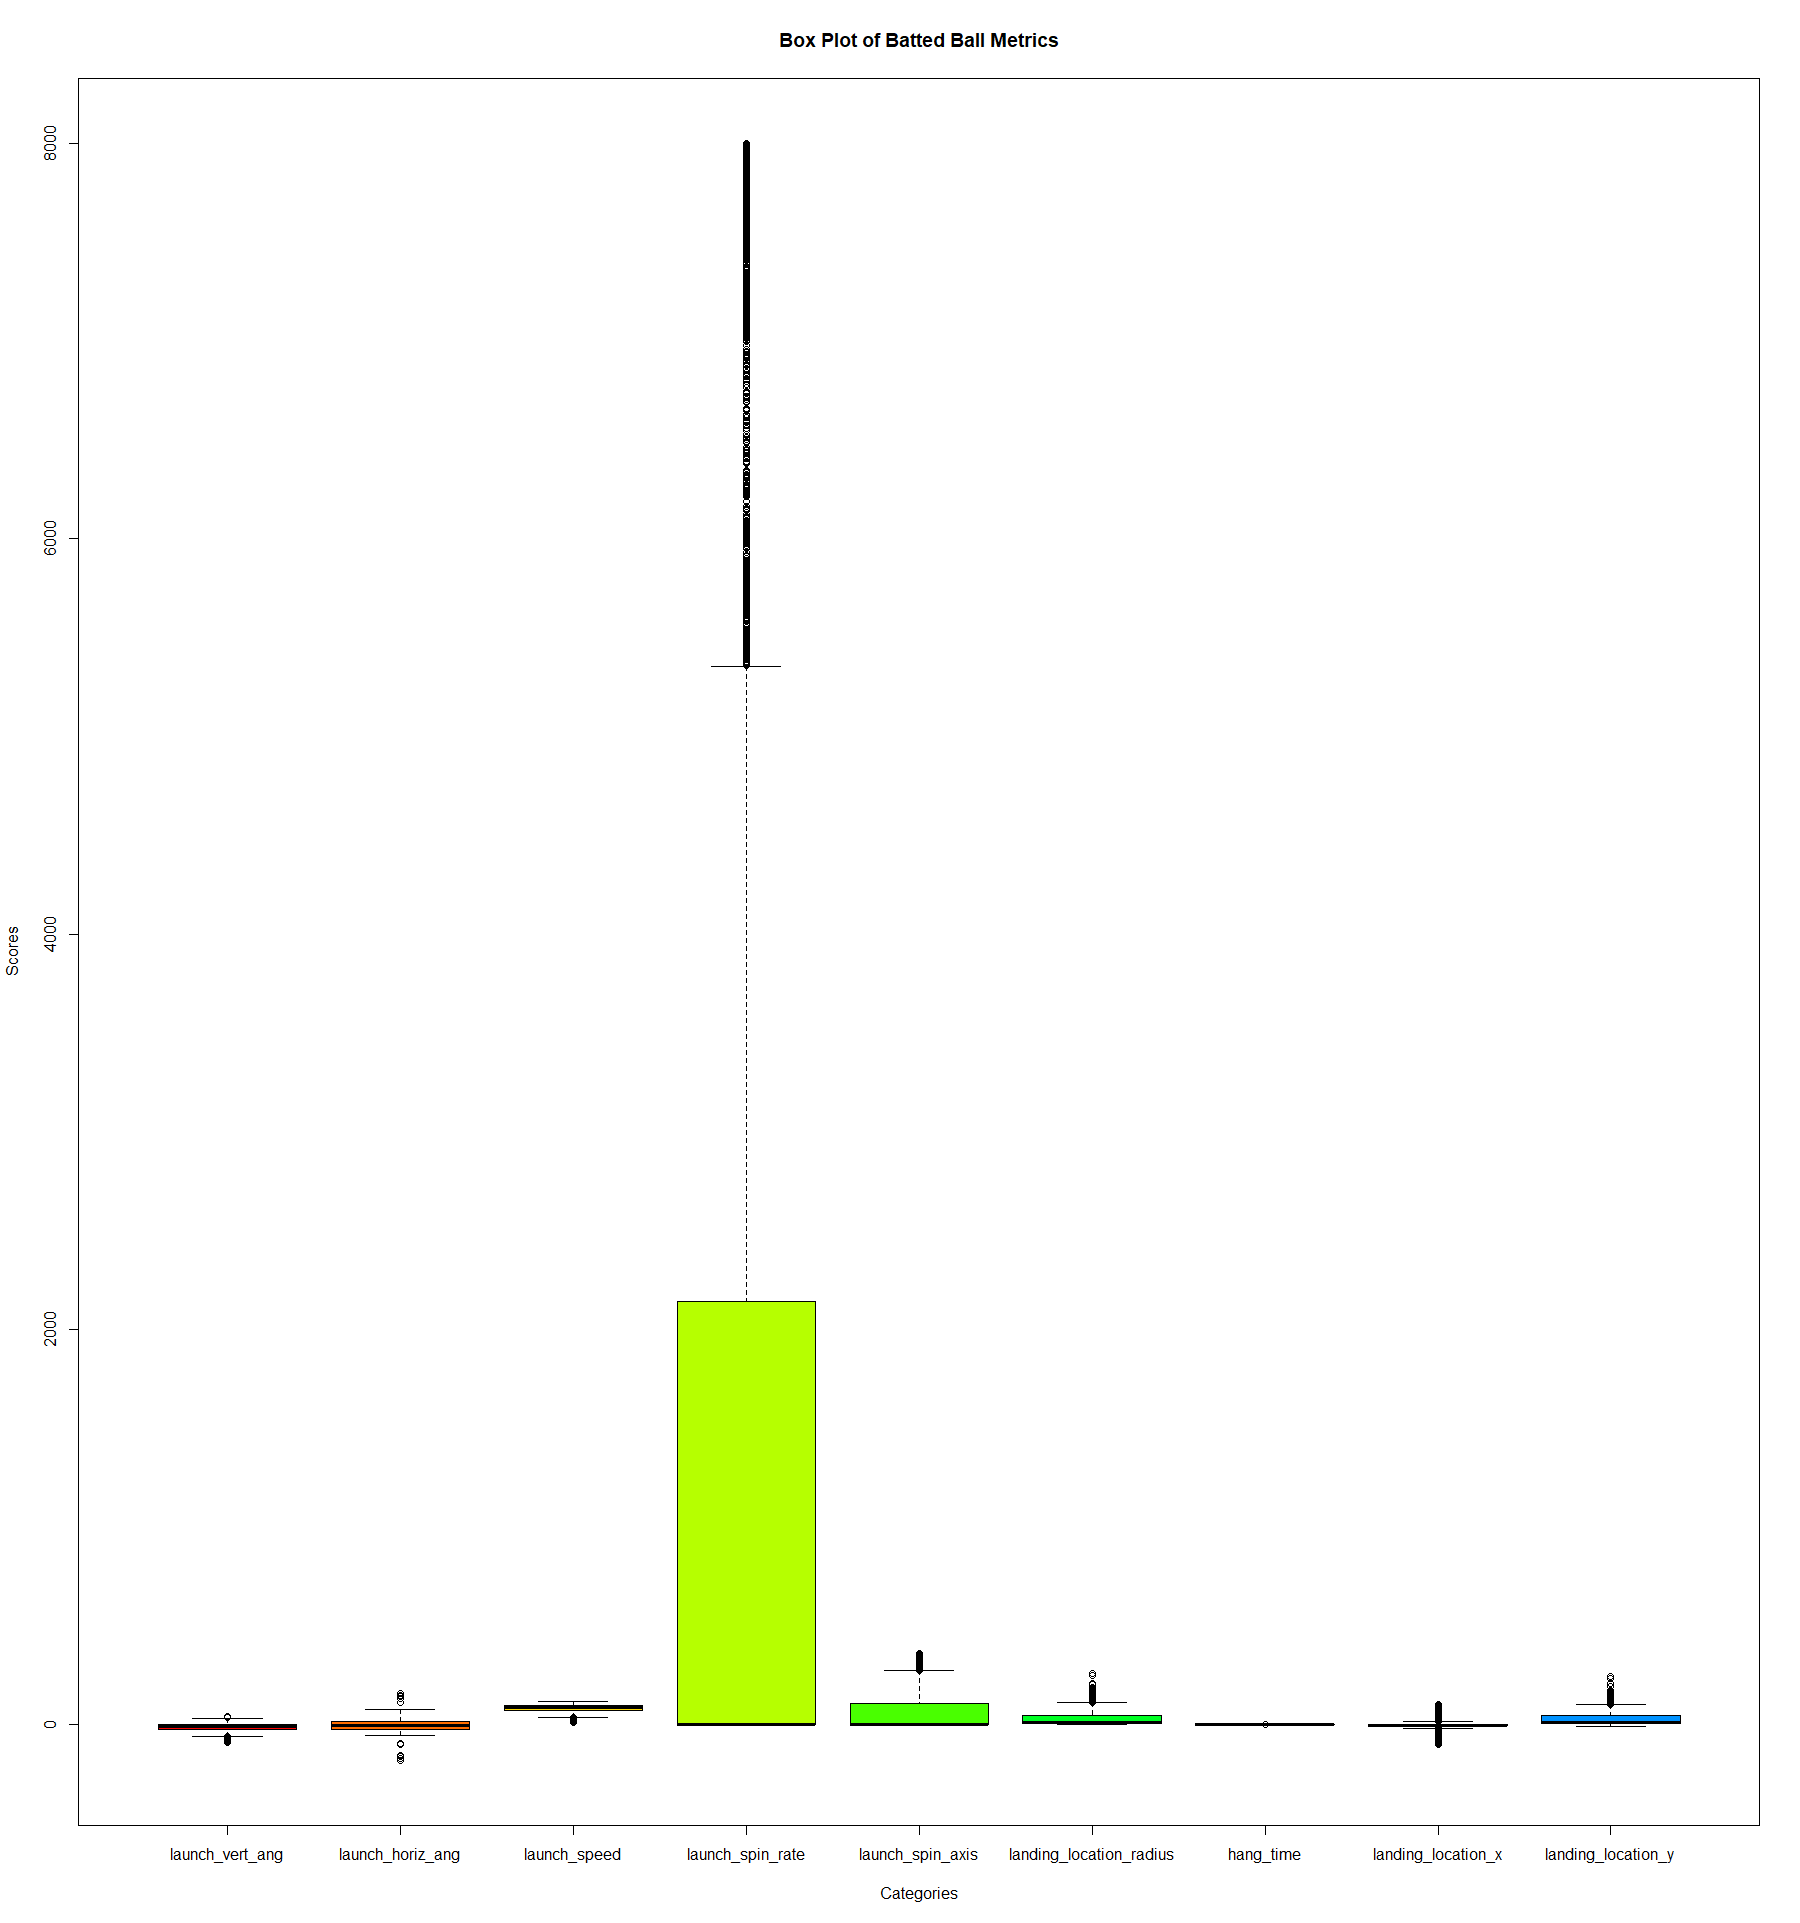 Box Plot of Batted Ball Metrics
8000
6000
4000
2000
0
Scores
launch_vert_ang launch_horiz_ang launch_speed launch_spin_rate launch_spin_axis landing_location_radius hang_time landing_location_x landing_location_y
Categories